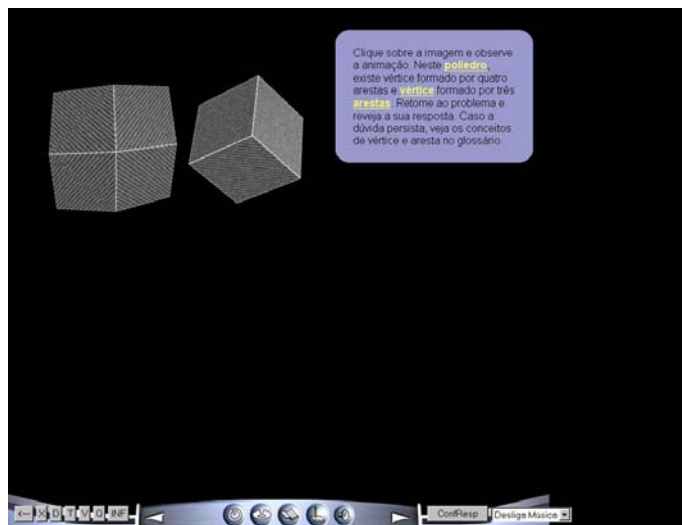 Clique sobre a imagem e observe
a animação. Neste poliedro,
existe vértice formado por quatro
arestas e vértice formado por três
arestas. Retorne ao problema e
reveja a sua resposta. Caso a
dúvida persista, veja os conceitos
de vértice e aresta no glossário
X D T V O INF
ConfResp
Desliga Música